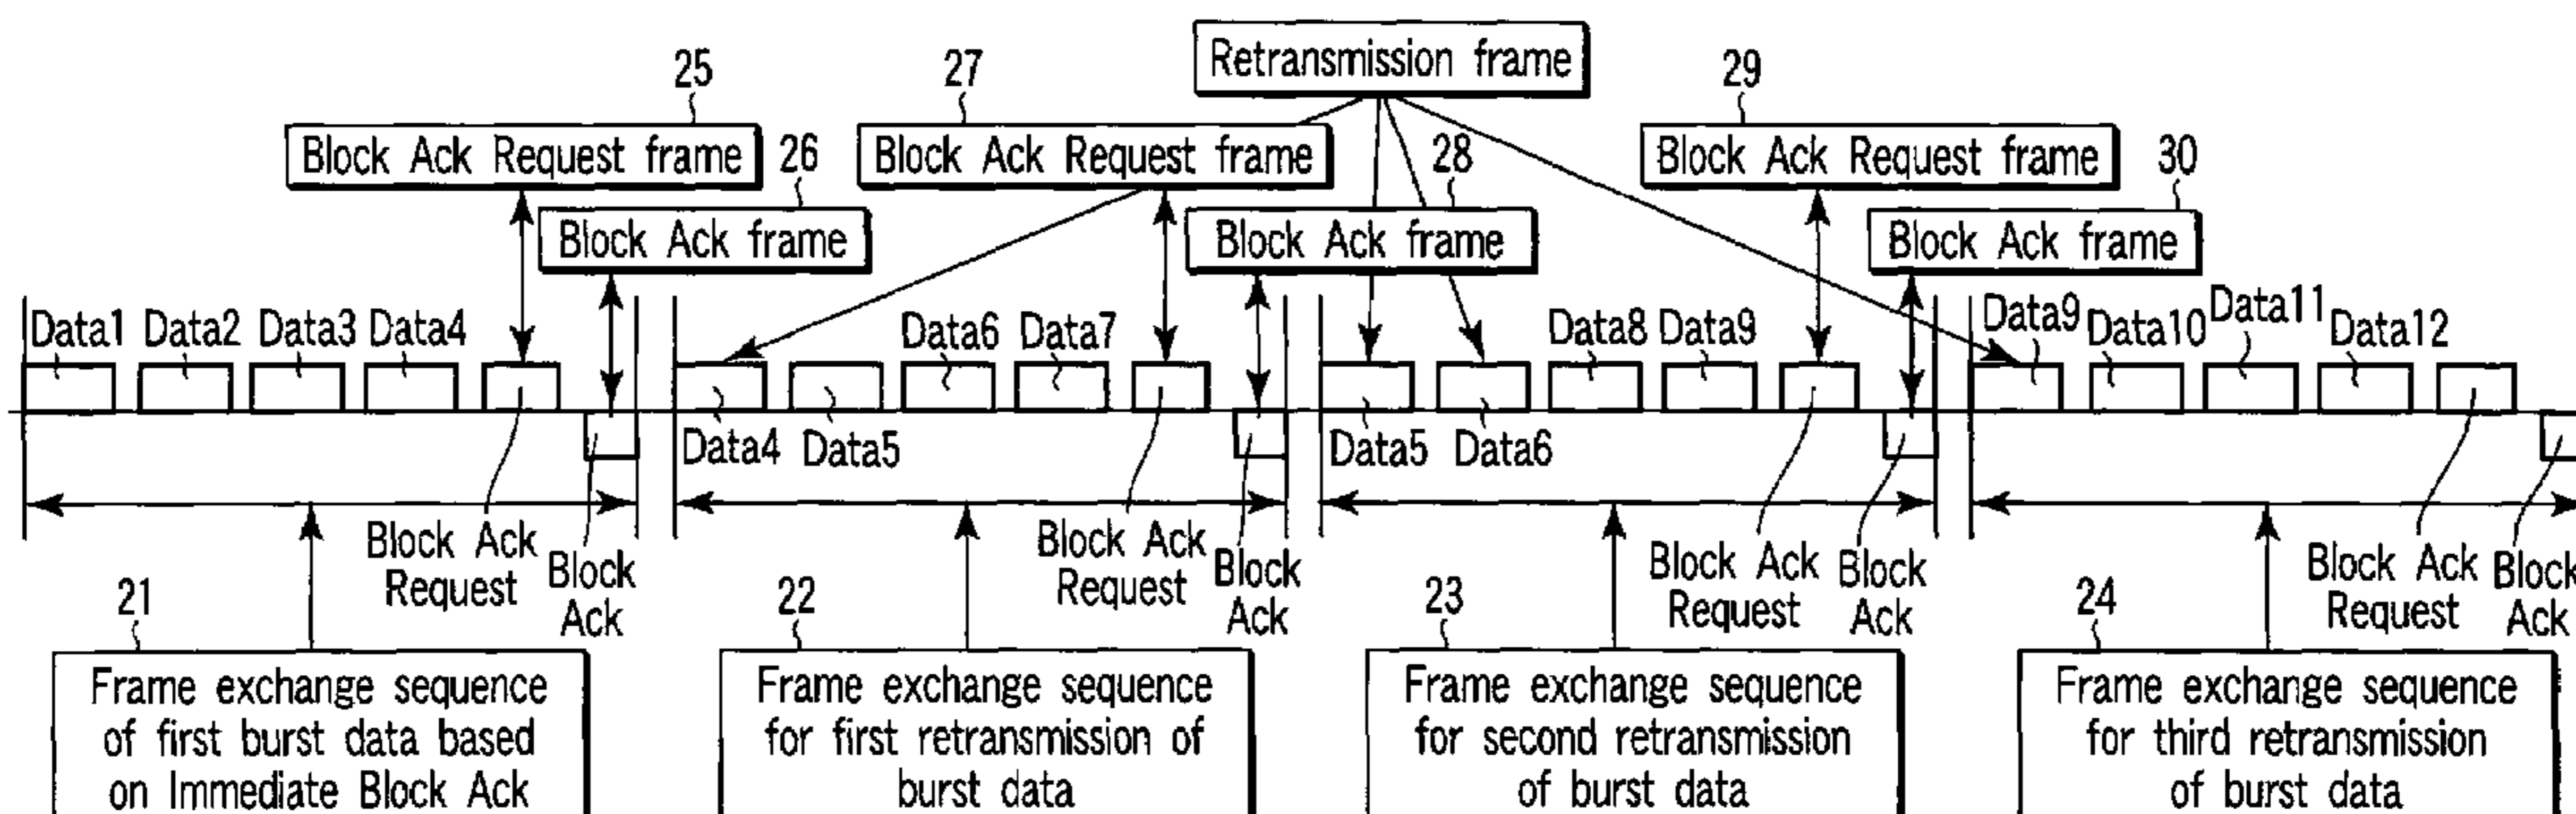 Retransmission frame
25
27
29
Block Ack Request frame
26
Block Ack Request frame
28
Block Ack Request frame
30
Block Ack frame
Block Ack frame
Block Ack frame
Data1 Data2 Data3 Data4
Data6 Data7
Data8 Data9
Data9 Data10 Data11 Data12
Data4 Data5
Data5 Data6
Block Ack
Request
Block
Ack
Block Ack
Request
Block
Ack
Block Ack
Request
Block
Ack
Block Ack
Request
Block
Ack
21
Frame exchange sequence
of first burst data based
on Immediate Block Ack
22
Frame exchange sequence
for first retransmission of
burst data
23
Frame exchange sequence
for second retransmission
of burst data
24
Frame exchange sequence
for third retransmission
of burst data